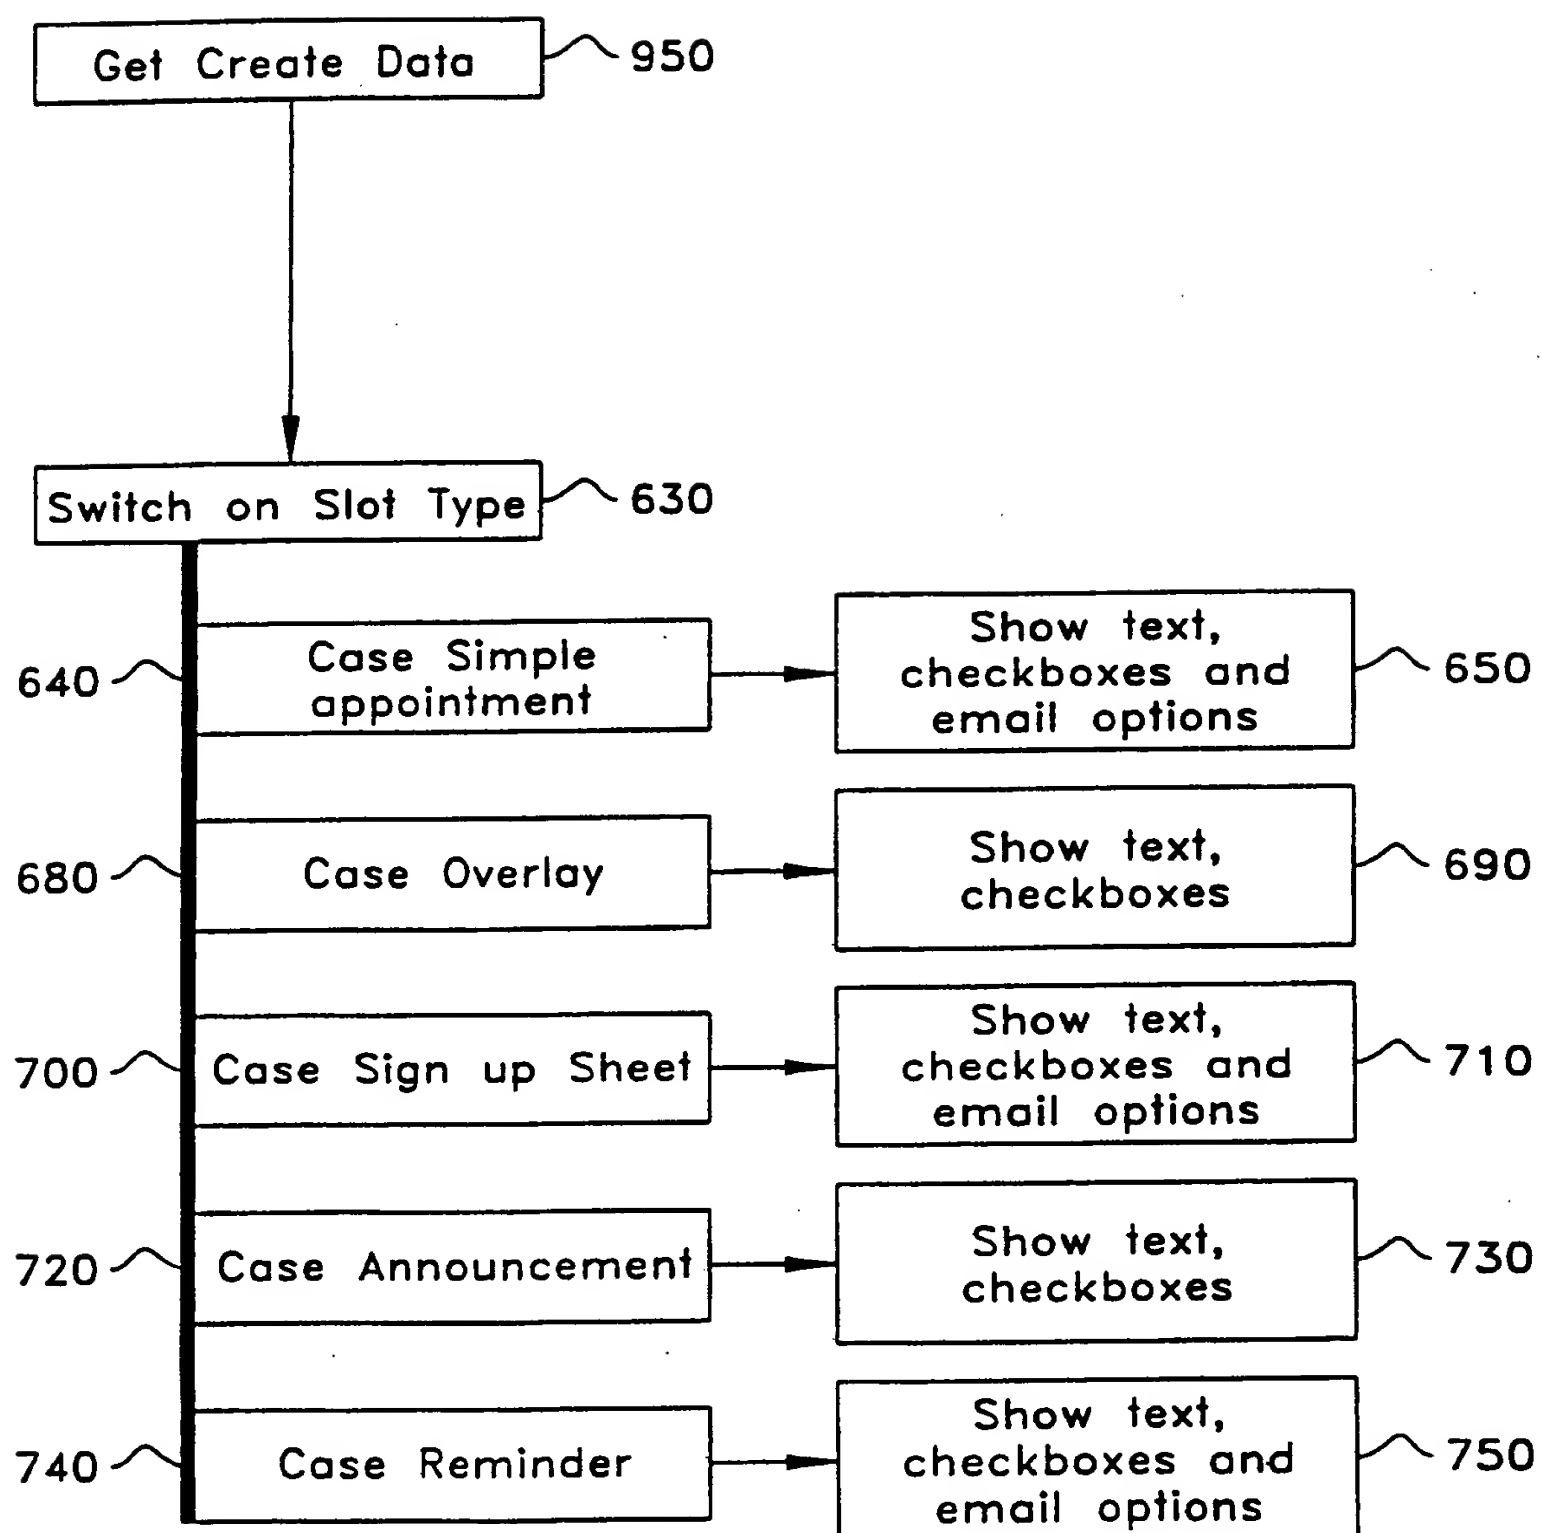 Get Create Data
950
Switch on Slot Type
630
640
Case Simple
appointment
Show text,
checkboxes and
email options
650
680
Case Overlay
Show text,
checkboxes
690
700
Case Sign up Sheet
Show text,
checkboxes and
email options
710
720
Case Announcement
Show text,
checkboxes
730
740
Case Reminder
Show text,
checkboxes and
email options
750